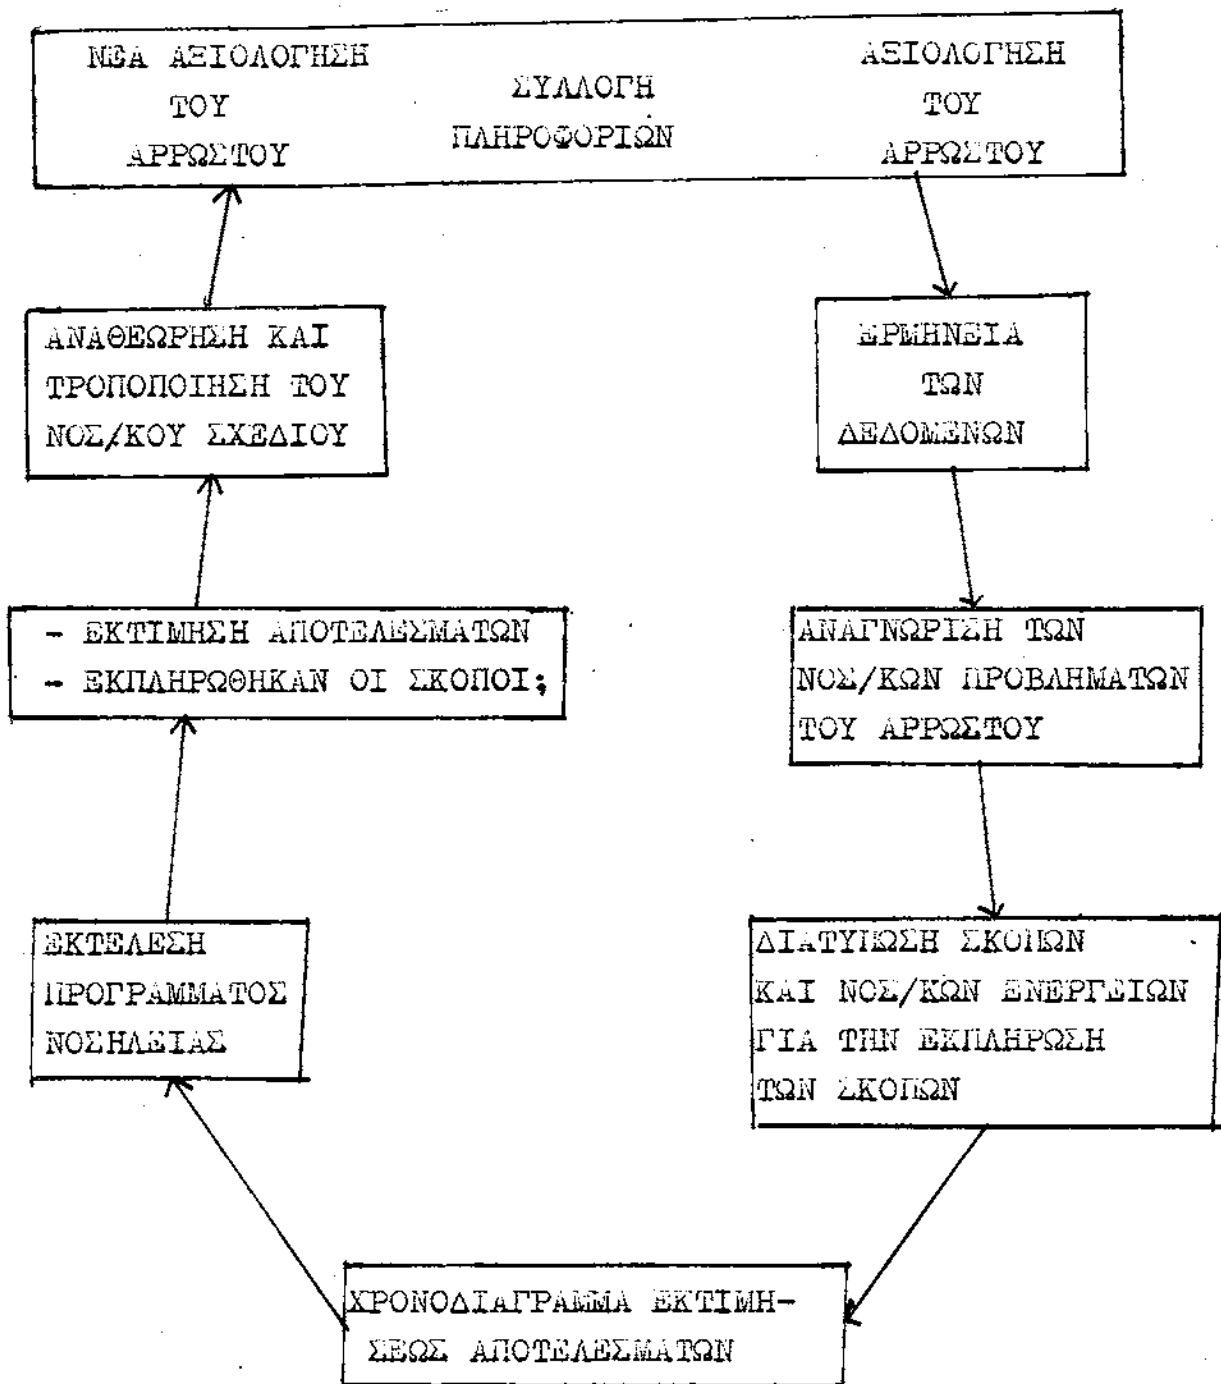 ΝΕΑ ΑΞΙΟΛΟΓΗΣΗ
ΤΟΥ
ΑΡΡΩΣΤΟΥ
ΣΥΛΛΟΓΗ
ΠΛΗΡΟΦΟΡΙΩΝ
ΑΞΙΟΛΟΓΗΣΗ
ΤΟΥ
ΑΡΡΩΣΤΟΥ
ΕΡΜΗΝΕΙΑ
ΤΩΝ
ΔΕΔΟΜΕΝΩΝ
ΑΝΑΓΝΩΡΙΣΗ ΤΩΝ
ΝΟΣ/ΚΩΝ ΠΡΟΒΛΗΜΑΤΩΝ
ΤΟΥ ΑΡΡΩΣΤΟΥ
ΔΙΑΤΥΠΩΣΗ ΣΚΟΠΩΝ
ΚΑΙ ΝΟΣ/ΚΩΝ ΕΝΕΡΓΕΙΩΝ
ΓΙΑ ΤΗΝ ΕΚΠΛΗΡΩΣΗ
ΤΩΝ ΣΚΟΠΩΝ
ΧΡΟΝΟΔΙΑΓΡΑΜΜΑ ΕΚΤΙΜΗ-
ΣΕΩΣ ΑΠΟΤΕΛΕΣΜΑΤΩΝ
ΕΚΤΕΛΕΣΗ
ΠΡΟΓΡΑΜΜΑΤΟΣ
ΝΟΣΗΛΕΙΑΣ
- ΕΚΤΙΜΗΣΗ ΑΠΟΤΕΛΕΣΜΑΤΩΝ
- ΕΚΠΛΗΡΩΘΗΚΑΝ ΟΙ ΣΚΟΠΟΙ;
ΑΝΑΘΕΩΡΗΣΗ ΚΑΙ
ΤΡΟΠΟΠΟΙΗΣΗ ΤΟΥ
ΝΟΣ/ΚΟΥ ΣΧΕΔΙΟΥ